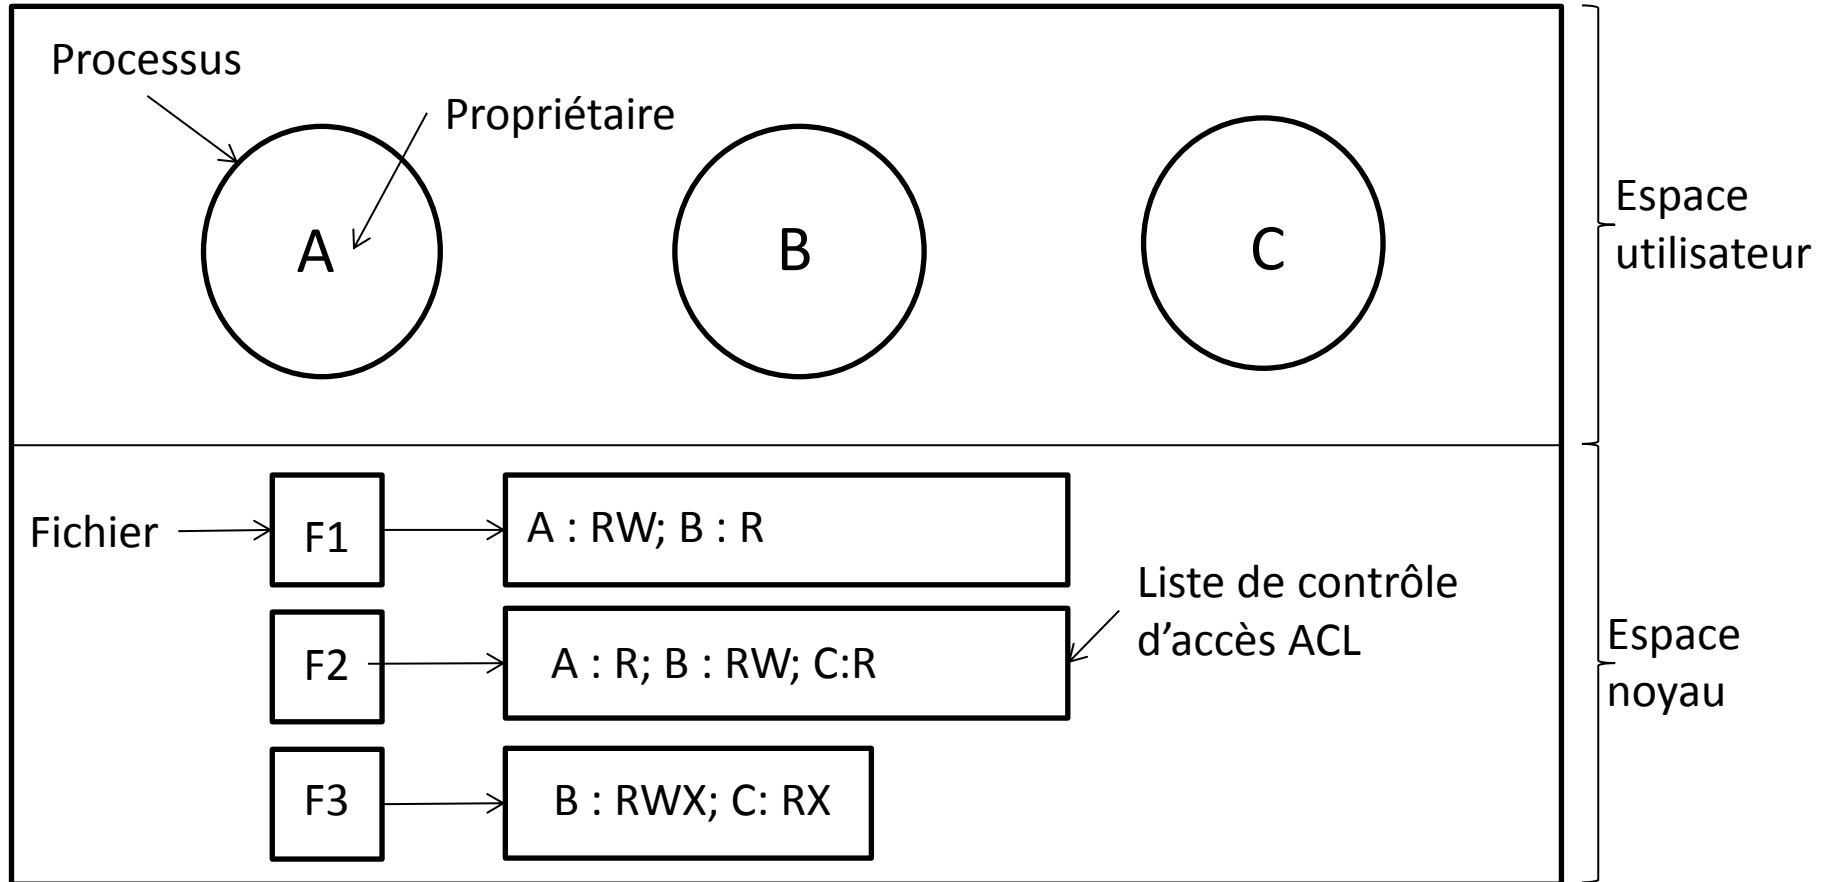 Processus
Propriétaire
A
B
C
Espace
utilisateur
Fichier
F1
A : RW; B : R
F2
A : R; B : RW; C:R
Liste de contrôle
d’accès ACL
F3
B : RWX; C: RX
Espace
noyau